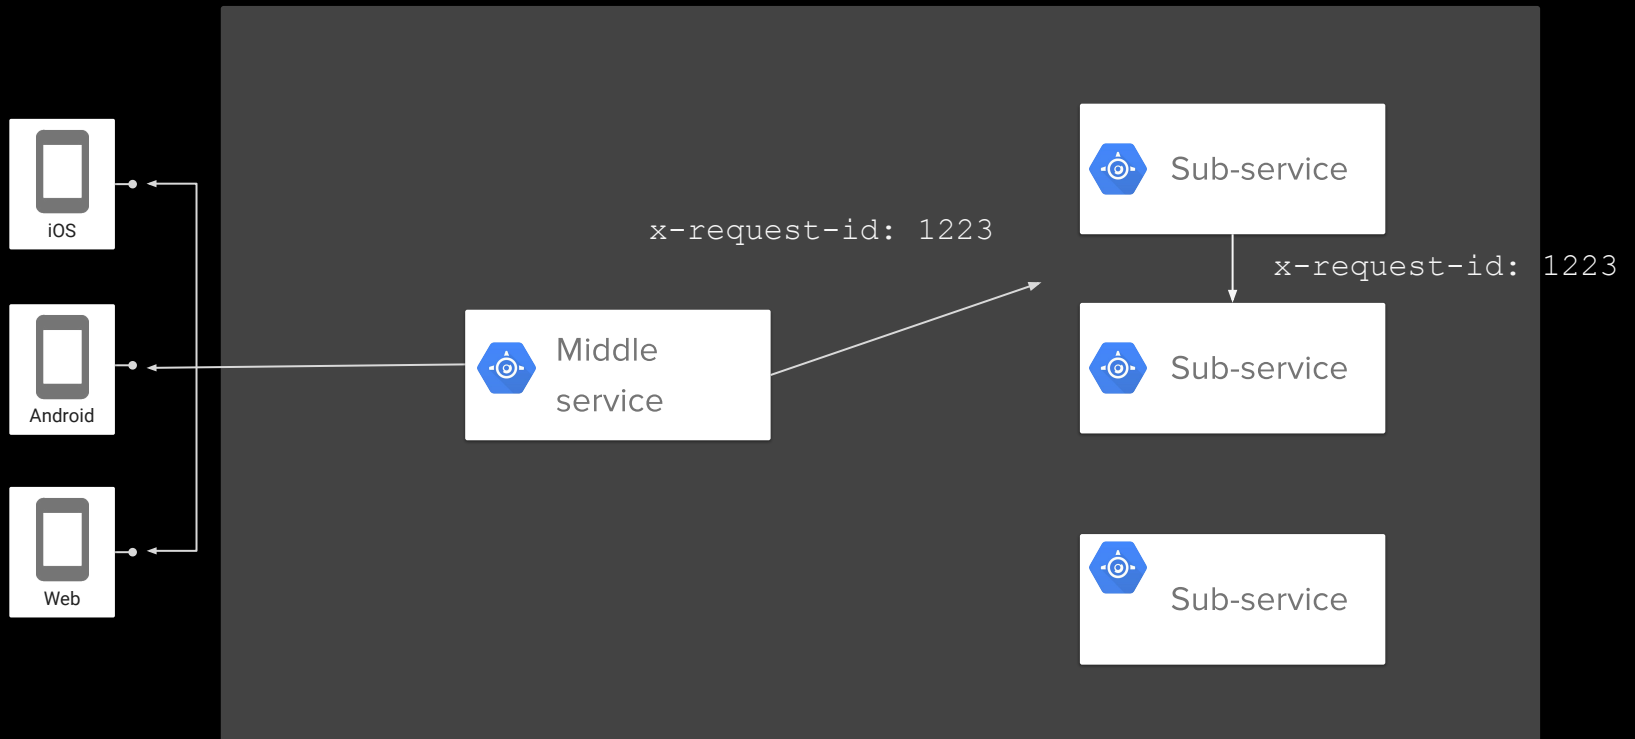 iOS
Android
Web
Middle
service
x-request-id: 1223
Sub-service
x-request-id: 1223
Sub-service
Sub-service